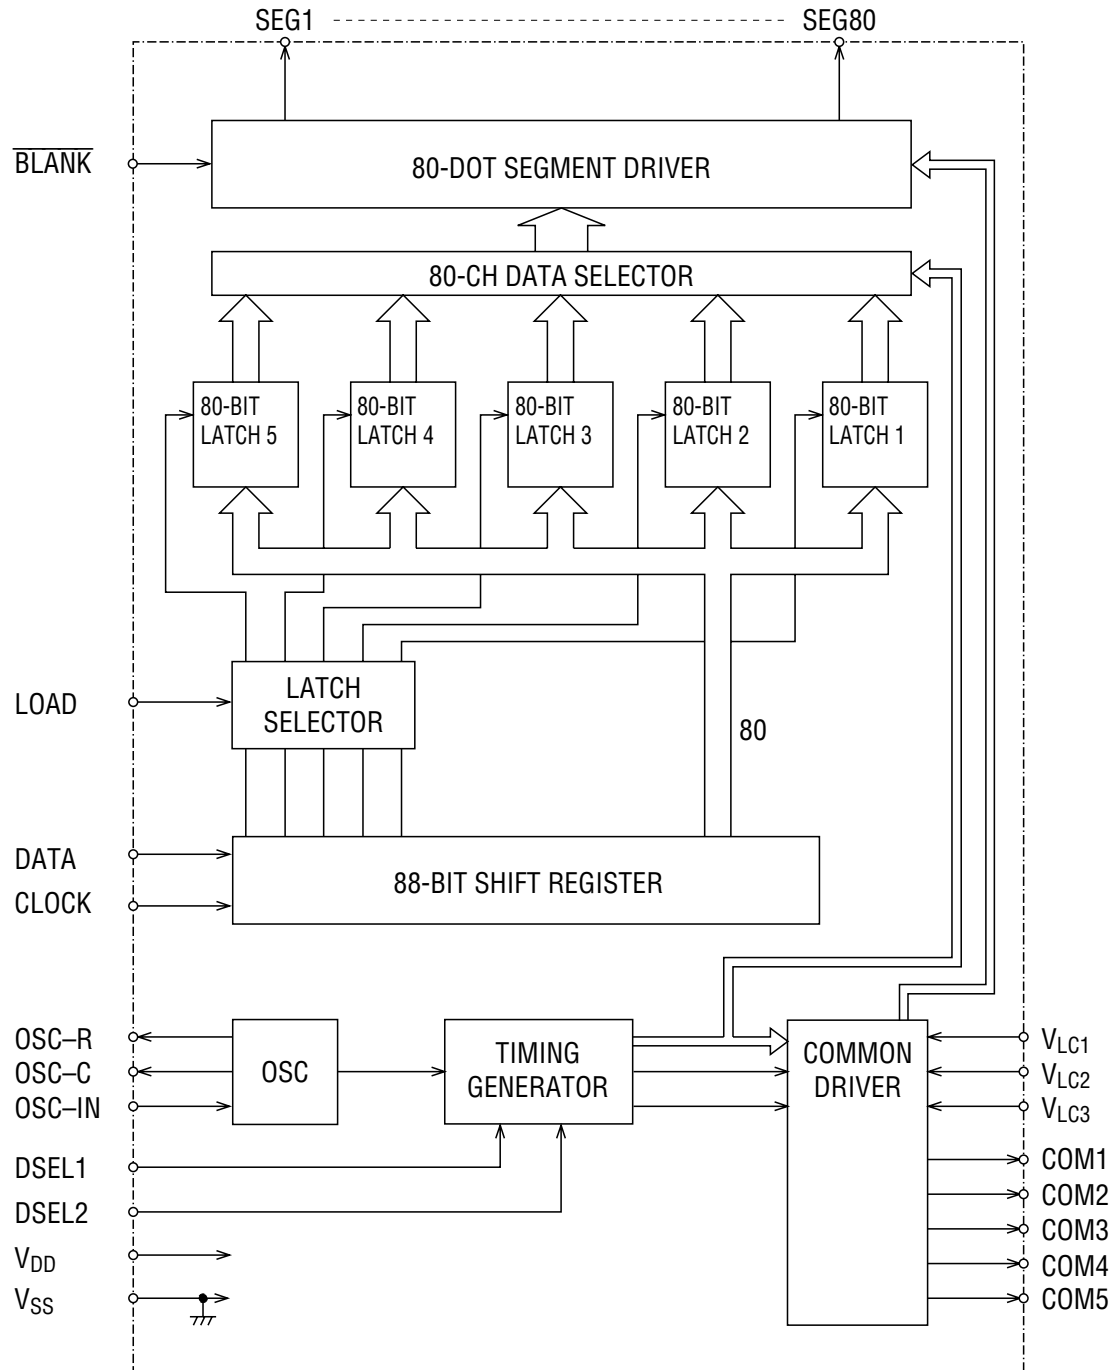 SEG1 SEG80
B̅L̅A̅N̅K̅
80-DOT SEGMENT DRIVER
80-CH DATA SELECTOR
80-BIT
LATCH 5
80-BIT
LATCH 4
80-BIT
LATCH 3
80-BIT
LATCH 2
80-BIT
LATCH 1
LOAD
LATCH
SELECTOR
80
DATA
CLOCK
88-BIT SHIFT REGISTER
OSC–R
OSC–C
OSC–IN
OSC
TIMING
GENERATOR
COMMON
DRIVER
VLC1
VLC2
VLC3
DSEL1
DSEL2
VDD
VSS
COM1
COM2
COM3
COM4
COM5